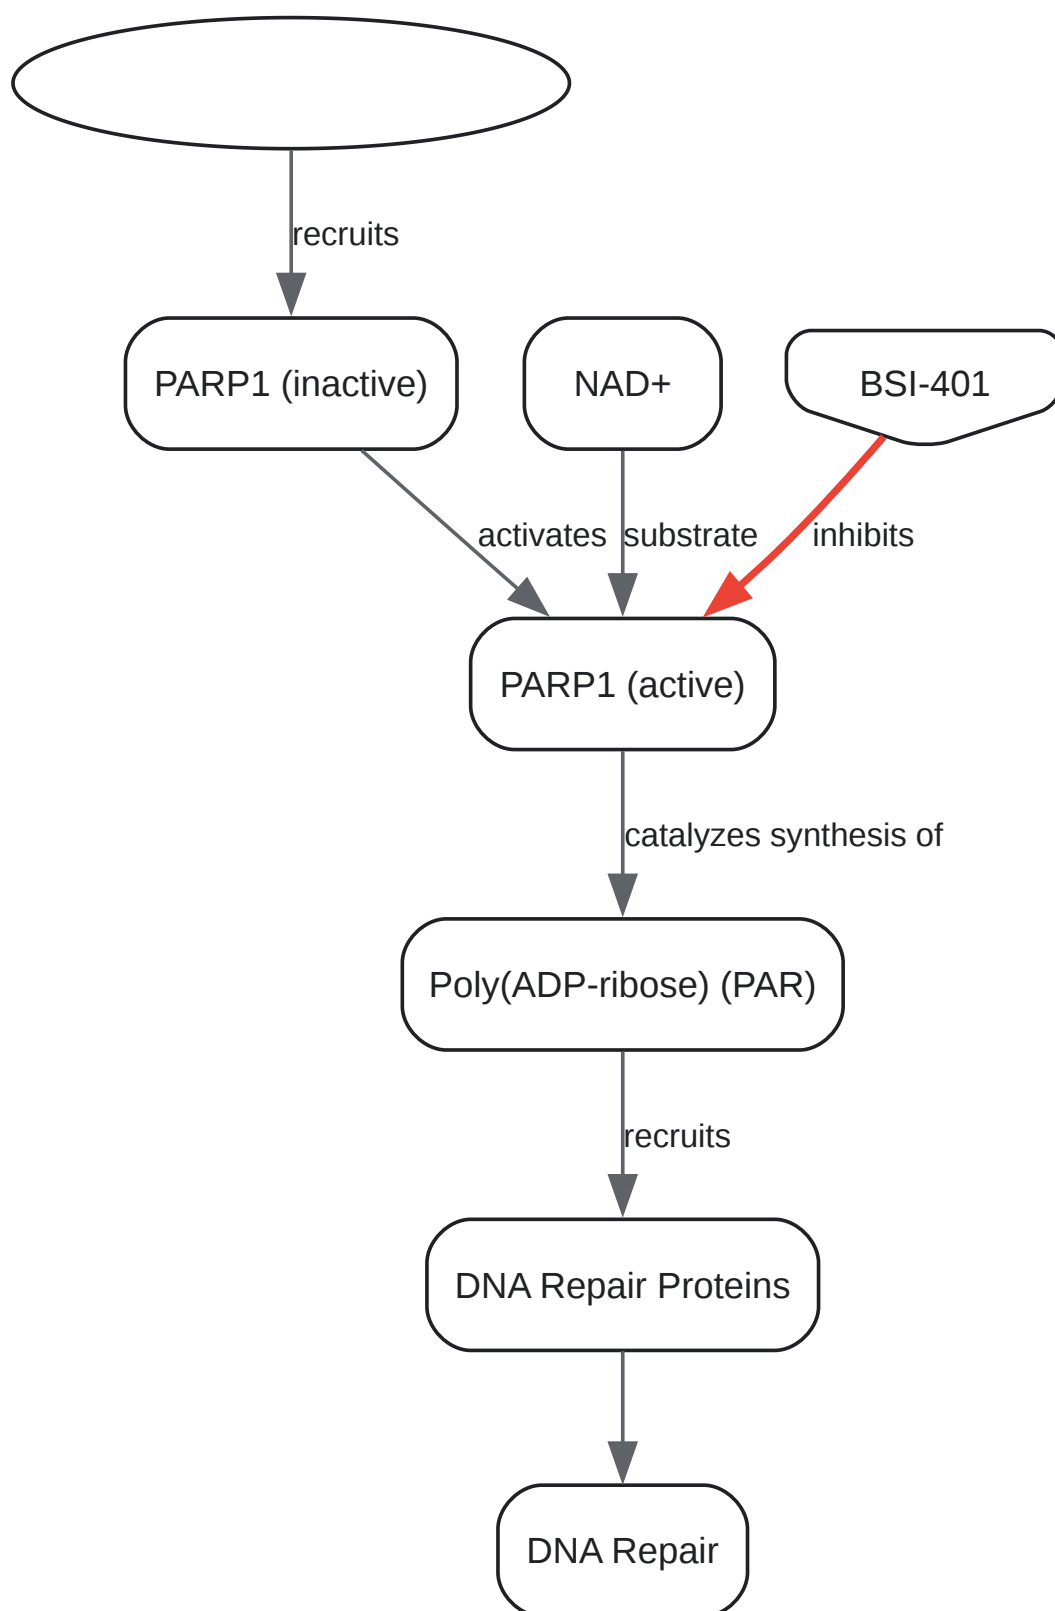 recruits
PARP1 (inactive)
NAD+
BSI-401
activates
substrate
inhibits
PARP1 (active)
catalyzes synthesis of
Poly(ADP-ribose) (PAR)
recruits
DNA Repair Proteins
DNA Repair